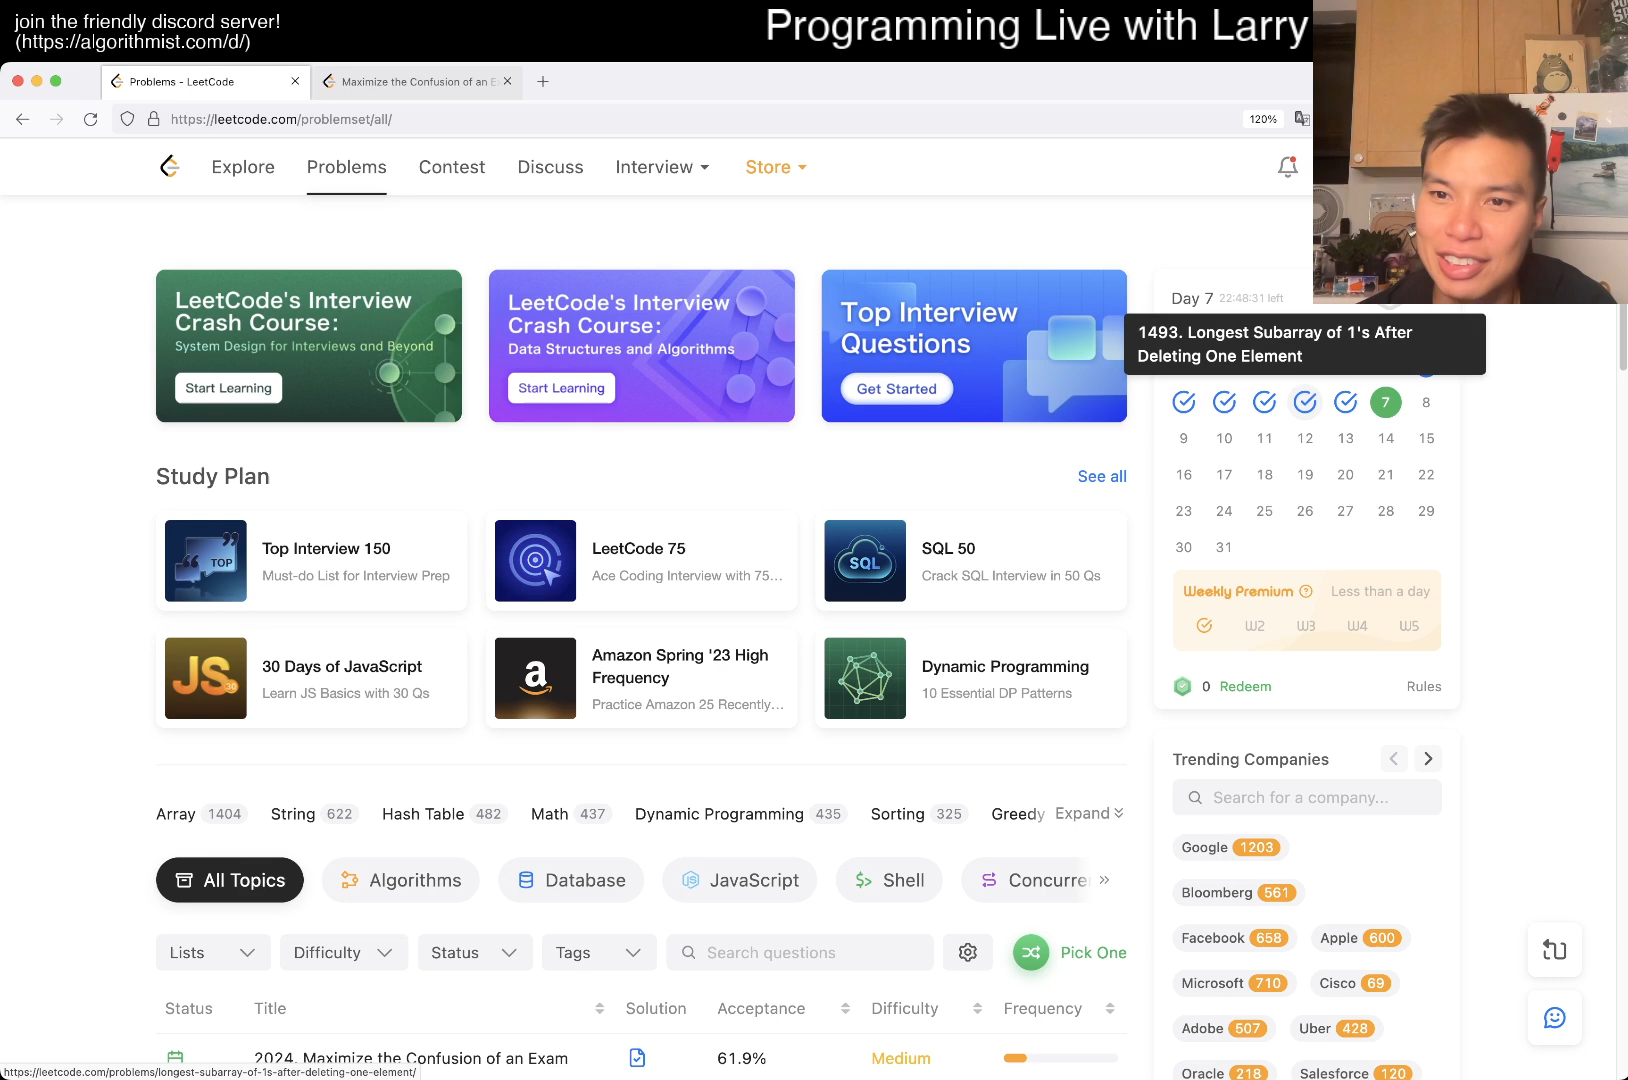 join the friendly discord server!
(https://algorithmist.com/d/)
Programming Live with Larry
Problems - LeetCode
Maximize the Confusion of an E
https://leetcode.com/problemset/all/
120%
Explore
Problems
Contest
Discuss
Interview
Store
LeetCode's Interview
Crash Course:
System Design for Interviews and Beyond
Start Learning
LeetCode's Interview
Crash Course:
Data Structures and Algorithms
Start Learning
Top Interview
Questions
Get Started
Day 7 22:48:31 left
1493. Longest Subarray of 1's After
Deleting One Element
7 8
9 10 11 12 13 14 15
16 17 18 19 20 21 22
23 24 25 26 27 28 29
30 31
Weekly Premium Less than a day
W2 W3 W4 W5
0 Redeem Rules
Study Plan
See all
TOP
Top Interview 150
Must-do List for Interview Prep
LeetCode 75
Ace Coding Interview with 75...
SQL
SQL 50
Crack SQL Interview in 50 Qs
JS 30
30 Days of JavaScript
Learn JS Basics with 30 Qs
a
Amazon Spring '23 High
Frequency
Practice Amazon 25 Recently...
Dynamic Programming
10 Essential DP Patterns
Trending Companies
Search for a company...
Google 1203
Bloomberg 561
Facebook 658 Apple 600
Microsoft 710 Cisco 69
Adobe 507 Uber 428
Oracle 218 Salesforce 120
Array 1404 String 622 Hash Table 482 Math 437 Dynamic Programming 435 Sorting 325 Greedy Expand
All Topics Algorithms Database JavaScript Shell Concurre
Lists Difficulty Status Tags Search questions Pick One
Status Title Solution Acceptance Difficulty Frequency
2024. Maximize the Confusion of an Exam 61.9% Medium
https://leetcode.com/problems/longest-subarray-of-1s-after-deleting-one-element/